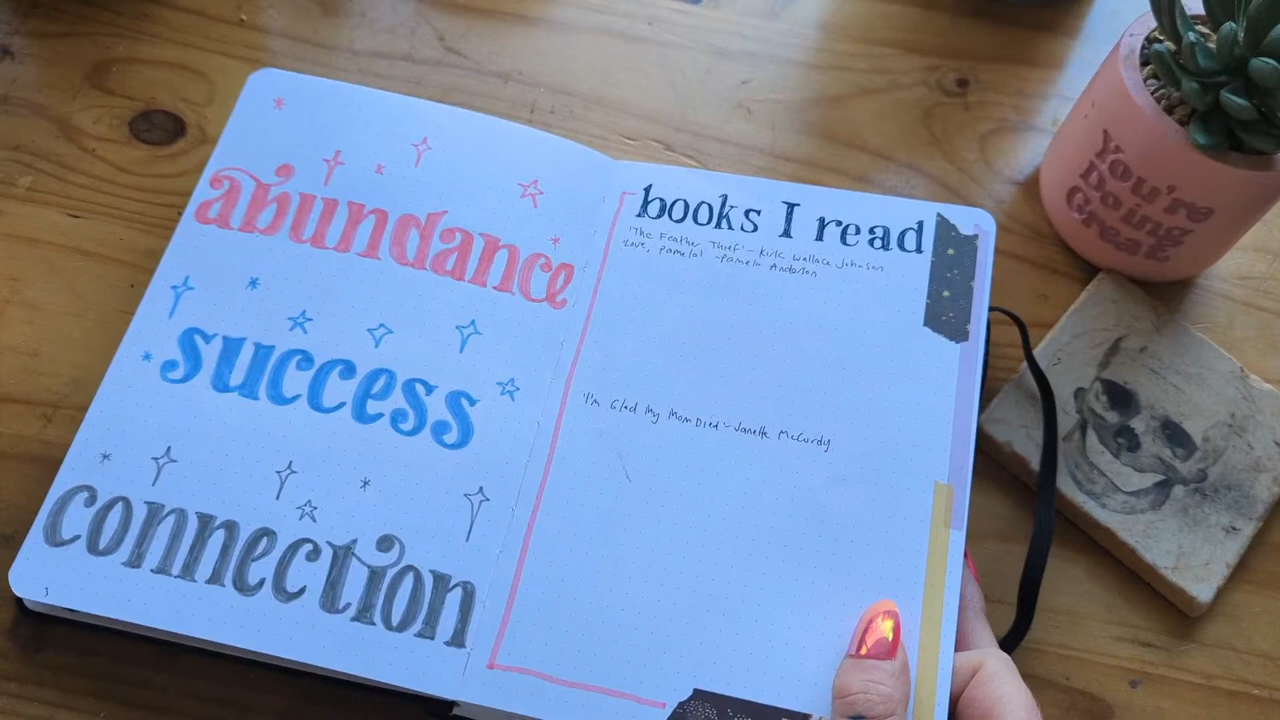 abundance
success
connection
books I read
'The Feather Thief' - Kirk Wallace Johnson
'Love, pamela' - pamela Anderson
'I'm Glad My Mom Died' - Janette McCurdy
You're
Doing
Great